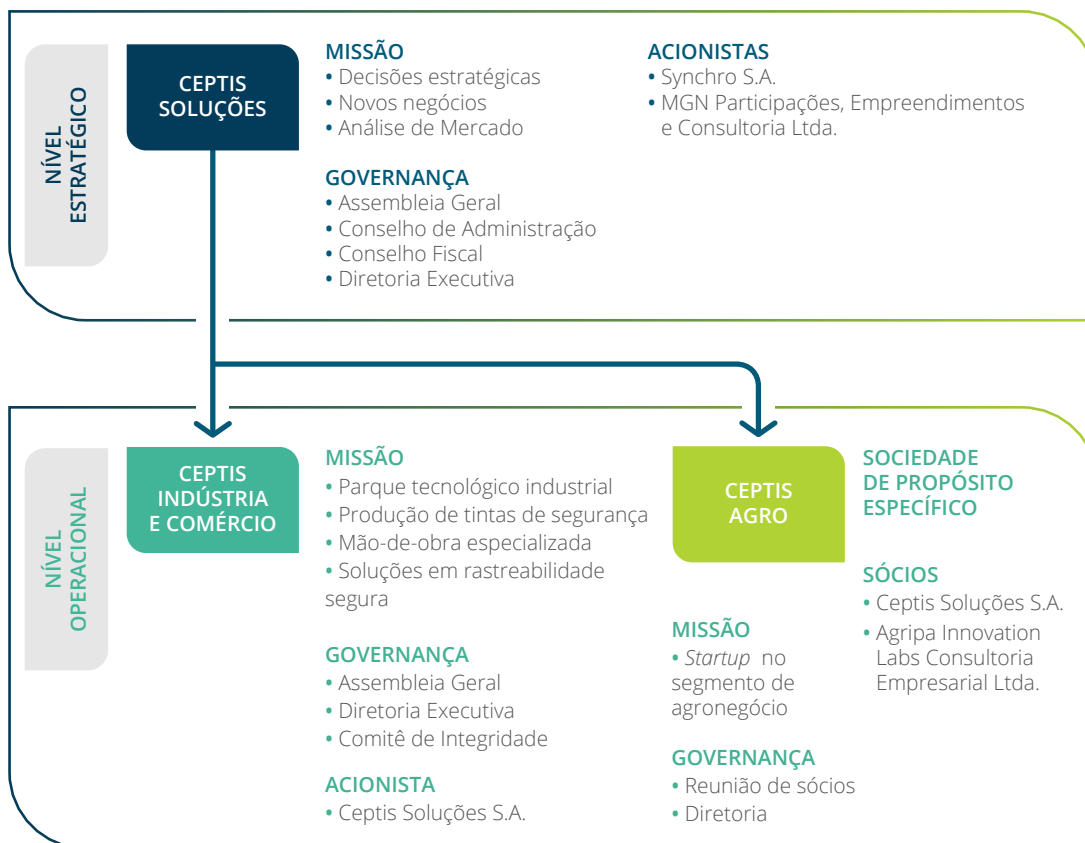 NÍVEL
ESTRATÉGICO
CEPTIS
SOLUÇÕES
MISSÃO
• Decisões estratégicas
• Novos negócios
• Análise de Mercado
GOVERNANÇA
• Assembleia Geral
• Conselho de Administração
• Conselho Fiscal
• Diretoria Executiva
ACIONISTAS
• Synchro S.A.
• MGN Participações, Empreendimentos
e Consultoria Ltda.
NÍVEL
OPERACIONAL
CEPTIS
INDÚSTRIA
E COMÉRCIO
MISSÃO
• Parque tecnológico industrial
• Produção de tintas de segurança
• Mão-de-obra especializada
• Soluções em rastreabilidade
segura
GOVERNANÇA
• Assembleia Geral
• Diretoria Executiva
• Comitê de Integridade
ACIONISTA
• Ceptis Soluções S.A.
CEPTIS
AGRO
MISSÃO
• Startup no
segmento de
agronegócio
GOVERNANÇA
• Reunião de sócios
• Diretoria
SOCIEDADE
DE PROPÓSITO
ESPECÍFICO
SÓCIOS
• Ceptis Soluções S.A.
• Agripa Innovation
Labs Consultoria
Empresarial Ltda.